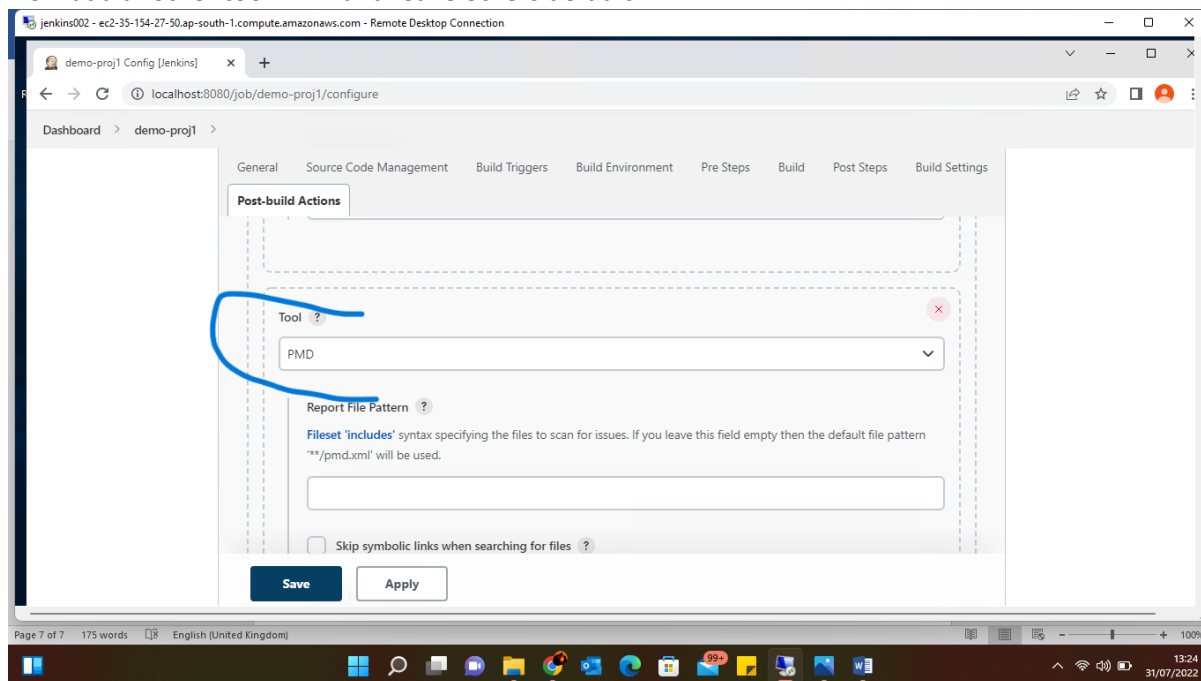 jenkins002 - ec2-35-154-27-50.ap-south-1.compute.amazonaws.com - Remote Desktop Connection
demo-proj1 Config [Jenkins]
localhost:8080/job/demo-proj1/configure
Dashboard > demo-proj1 >
General Source Code Management Build Triggers Build Environment Pre Steps Build Post Steps Build Settings
Post-build Actions
Tool ?
PMD
Report File Pattern ?
Fileset 'includes' syntax specifying the files to scan for issues. If you leave this field empty then the default file pattern
'**/pmd.xml' will be used.
Skip symbolic links when searching for files ?
Save Apply
Page 7 of 7 175 words English (United Kingdom) 100%
99+
13:24
31/07/2022